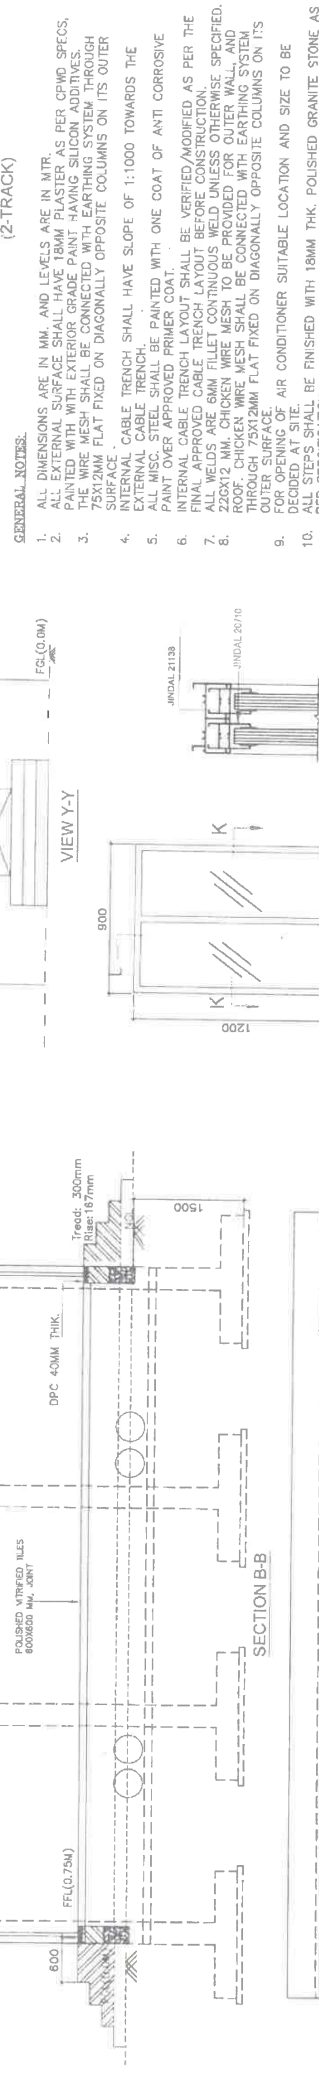 (2-TRACK)
GENERAL NOTES:
1. ALL DIMENSIONS ARE IN MM. AND LEVELS ARE IN MTR.
2. ALL EXTERNAL SURFACE SHALL HAVE 18MM PLASTER AS PER CPWD SPECS,
PAINTED WITH WITH EXTERIOR GRADE PAINT HAVING SILICON ADDITIVES.
3. THE WIRE MESH SHALL BE CONNECTED WITH EARTHING SYSTEM THROUGH
75X12MM FLAT FIXED ON DIAGONALLY OPPOSITE COLUMNS ON ITS OUTER
SURFACE .
4. INTERNAL CABLE TRENCH SHALL HAVE SLOPE OF 1:1000 TOWARDS THE
EXTERNAL CABLE TRENCH.
5. ALL MISC. STEEL SHALL BE PAINTED WITH ONE COAT OF ANTI CORROSIVE
PAINT OVER APPROVED PRIMER COAT.
6. INTERNAL CABLE TRENCH LAYOUT SHALL BE VERIFIED/MODIFIED AS PER THE
FINAL APPROVED CABLE TRENCH LAYOUT BEFORE CONSTRUCTION.
7. ALL WELDS ARE 6MM FILLET CONTINUOUS WELD UNLESS OTHERWISE SPECIFIED.
8. 22GX12 MM. CHICKEN WIRE MESH TO BE PROVIDED FOR OUTER WALL, AND
ROOF. CHICKEN WIRE MESH SHALL BE CONNECTED WITH EARTHING SYSTEM
THROUGH 75X12MM FLAT FIXED ON DIAGONALLY OPPOSITE COLUMNS ON ITS
OUTER SURFACE.
9. FOR OPENING OF AIR CONDITIONER SUITABLE LOCATION AND SIZE TO BE
DECIDED AT SITE.
10. ALL STEPS SHALL BE FINISHED WITH 18MM THK. POLISHED GRANITE STONE AS
FGL(0.0M)
VIEW Y-Y
JINDAL 21138
JINDAL 20710
900
K
K
1200
Tread: 300mm
Rise:167mm
1500
DPC 40MM THIK.
POLISHED VITRIFIED TILES
600X600 MM, JOINT
FFL(0.75M)
600
SECTION B-B